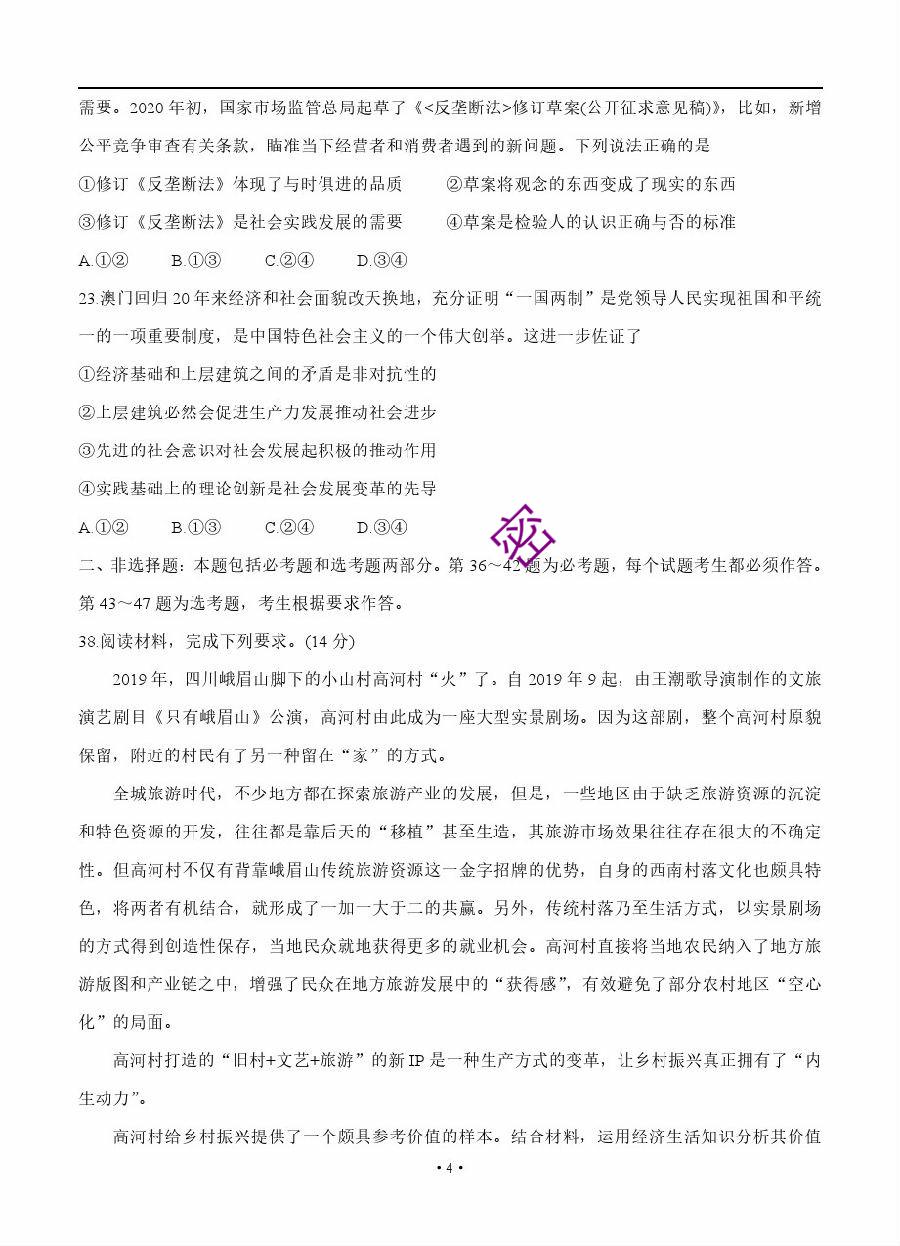 需要。2020年初，国家市场监管总局起草了《<反垄断法>修订草案(公开征求意见稿)》，比如，新增
公平竞争审查有关条款，瞄准当下经营者和消费者遇到的新问题。下列说法正确的是
①修订《反垄断法》体现了与时俱进的品质 ②草案将观念的东西变成了现实的东西
③修订《反垄断法》是社会实践发展的需要 ④草案是检验人的认识正确与否的标准
A.①② B.①③ C.②④ D.③④
23.澳门回归20年来经济和社会面貌改天换地，充分证明“一国两制”是党领导人民实现祖国和平统
一的一项重要制度，是中国特色社会主义的一个伟大创举。这进一步佐证了
①经济基础和上层建筑之间的矛盾是非对抗性的
②上层建筑必然会促进生产力发展推动社会进步
③先进的社会意识对社会发展起积极的推动作用
④实践基础上的理论创新是社会发展变革的先导
A.①② B.①③ C.②④ D.③④
密
二、非选择题：本题包括必考题和选考题两部分。第36～42题为必考题，每个试题考生都必须作答。
第43～47题为选考题，考生根据要求作答。
38.阅读材料，完成下列要求。(14分)
2019年，四川峨眉山脚下的小山村高河村“火”了。自2019年9起，由王潮歌导演制作的文旅
演艺剧目《只有峨眉山》公演，高河村由此成为一座大型实景剧场。因为这部剧，整个高河村原貌
保留，附近的村民有了另一种留在“家”的方式。
全域旅游时代，不少地方都在探索旅游产业的发展，但是，一些地区由于缺乏旅游资源的沉淀
和特色资源的开发，往往都是靠后天的“移植”甚至生造，其旅游市场效果往往存在很大的不确定
性。但高河村不仅有背靠峨眉山传统旅游资源这一金字招牌的优势，自身的西南村落文化也颇具特
色，将两者有机结合，就形成了一加一大于二的共赢。另外，传统村落乃至生活方式，以实景剧场
的方式得到创造性保存，当地民众就地获得更多的就业机会。高河村直接将当地农民纳入了地方旅
游版图和产业链之中，增强了民众在地方旅游发展中的“获得感”，有效避免了部分农村地区“空心
化”的局面。
高河村打造的“旧村+文艺+旅游”的新IP是一种生产方式的变革，让乡村振兴真正拥有了“内
生动力”。
高河村给乡村振兴提供了一个颇具参考价值的样本。结合材料，运用经济生活知识分析其价值
•4•